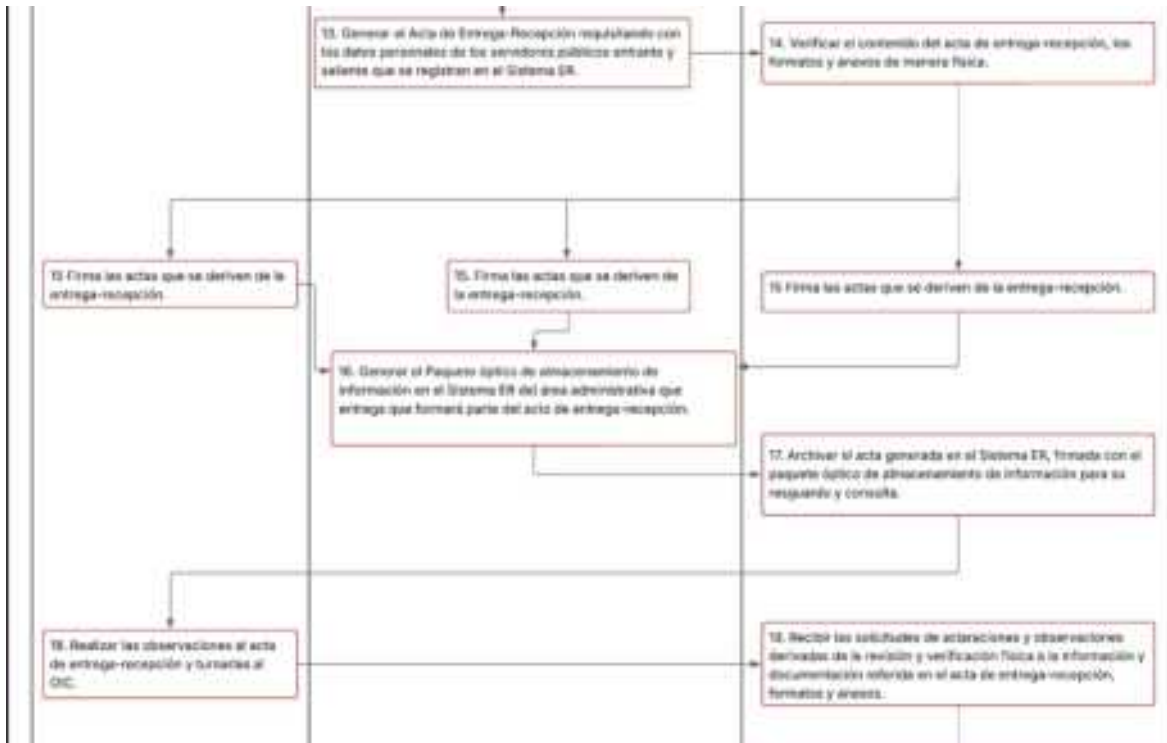 13. Generar el Acta de Entrega-Recepción requisitando con
los datos personales de los servidores públicos entrante y
saliente que se registran en el Sistema ER.
14. Verificar el contenido del acta de entrega-recepción, los
formatos y anexos de manera física.
15 Firma las actas que se deriven de la
entrega-recepción.
15. Firma las actas que se deriven de
la entrega-recepción.
15 Firma las actas que se deriven de la entrega-recepción.
16. Generar el Paquete óptico de almacenamiento de
información en el Sistema ER del área administrativa que
entrega que formará parte del acto de entrega-recepción.
17. Archivar el acta generada en el Sistema ER, firmada con el
paquete óptico de almacenamiento de información para su
resguardo y consulta.
18. Realizar las observaciones al acta
de entrega-recepción y turnarlas al
OIC.
Recibir las solicitudes de aclaraciones y observaciones
derivadas de la revisión y verificación física a la información y
documentación referida en el acta de entrega-recepción,
formatos y anexos.